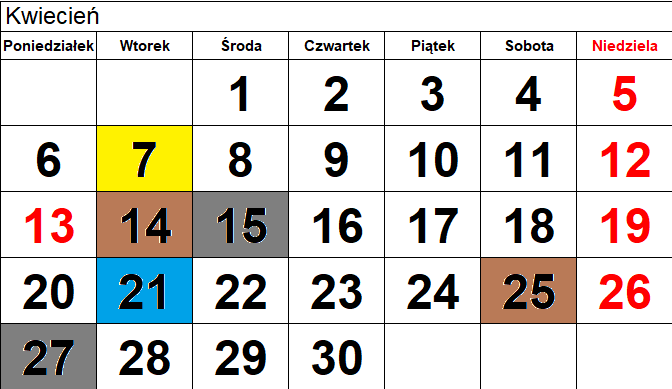 Kwiecień
Poniedziałek Wtorek Środa Czwartek Piątek Sobota Niedziela
1 2 3 4 5
6 7 8 9 10 11 12
13 14 15 16 17 18 19
20 21 22 23 24 25 26
27 28 29 30